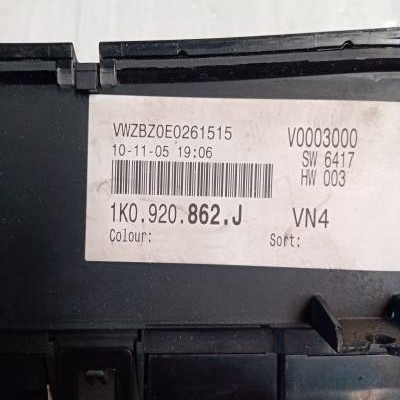 VWZBZ0E0261515 V0003000
10-11-05 19:06 SW 6417
HW 003
1K0.920.862.J VN4
Colour: Sort: